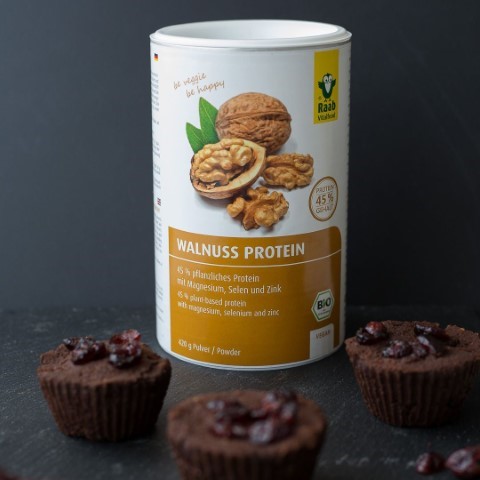 be veggie
be happy
Raab
Vitalfood
PROTEIN
45%
GEHALT
WALNUSS PROTEIN
45 % pflanzliches Protein
mit Magnesium, Selen und Zink
45 % plant-based protein
with magnesium, selenium and zinc
BIO
420 g Pulver / Powder
VEGAN